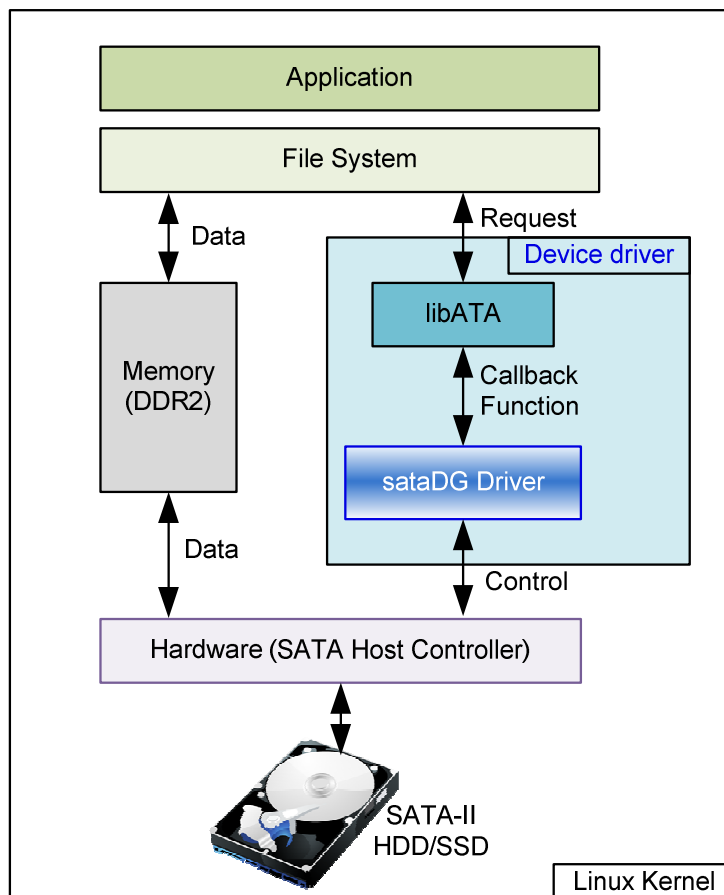 Application
File System
Data
Request
Device driver
libATA
Memory
(DDR2)
Callback
Function
sataDG Driver
Data
Control
Hardware (SATA Host Controller)
SATA-II
HDD/SSD
Linux Kernel